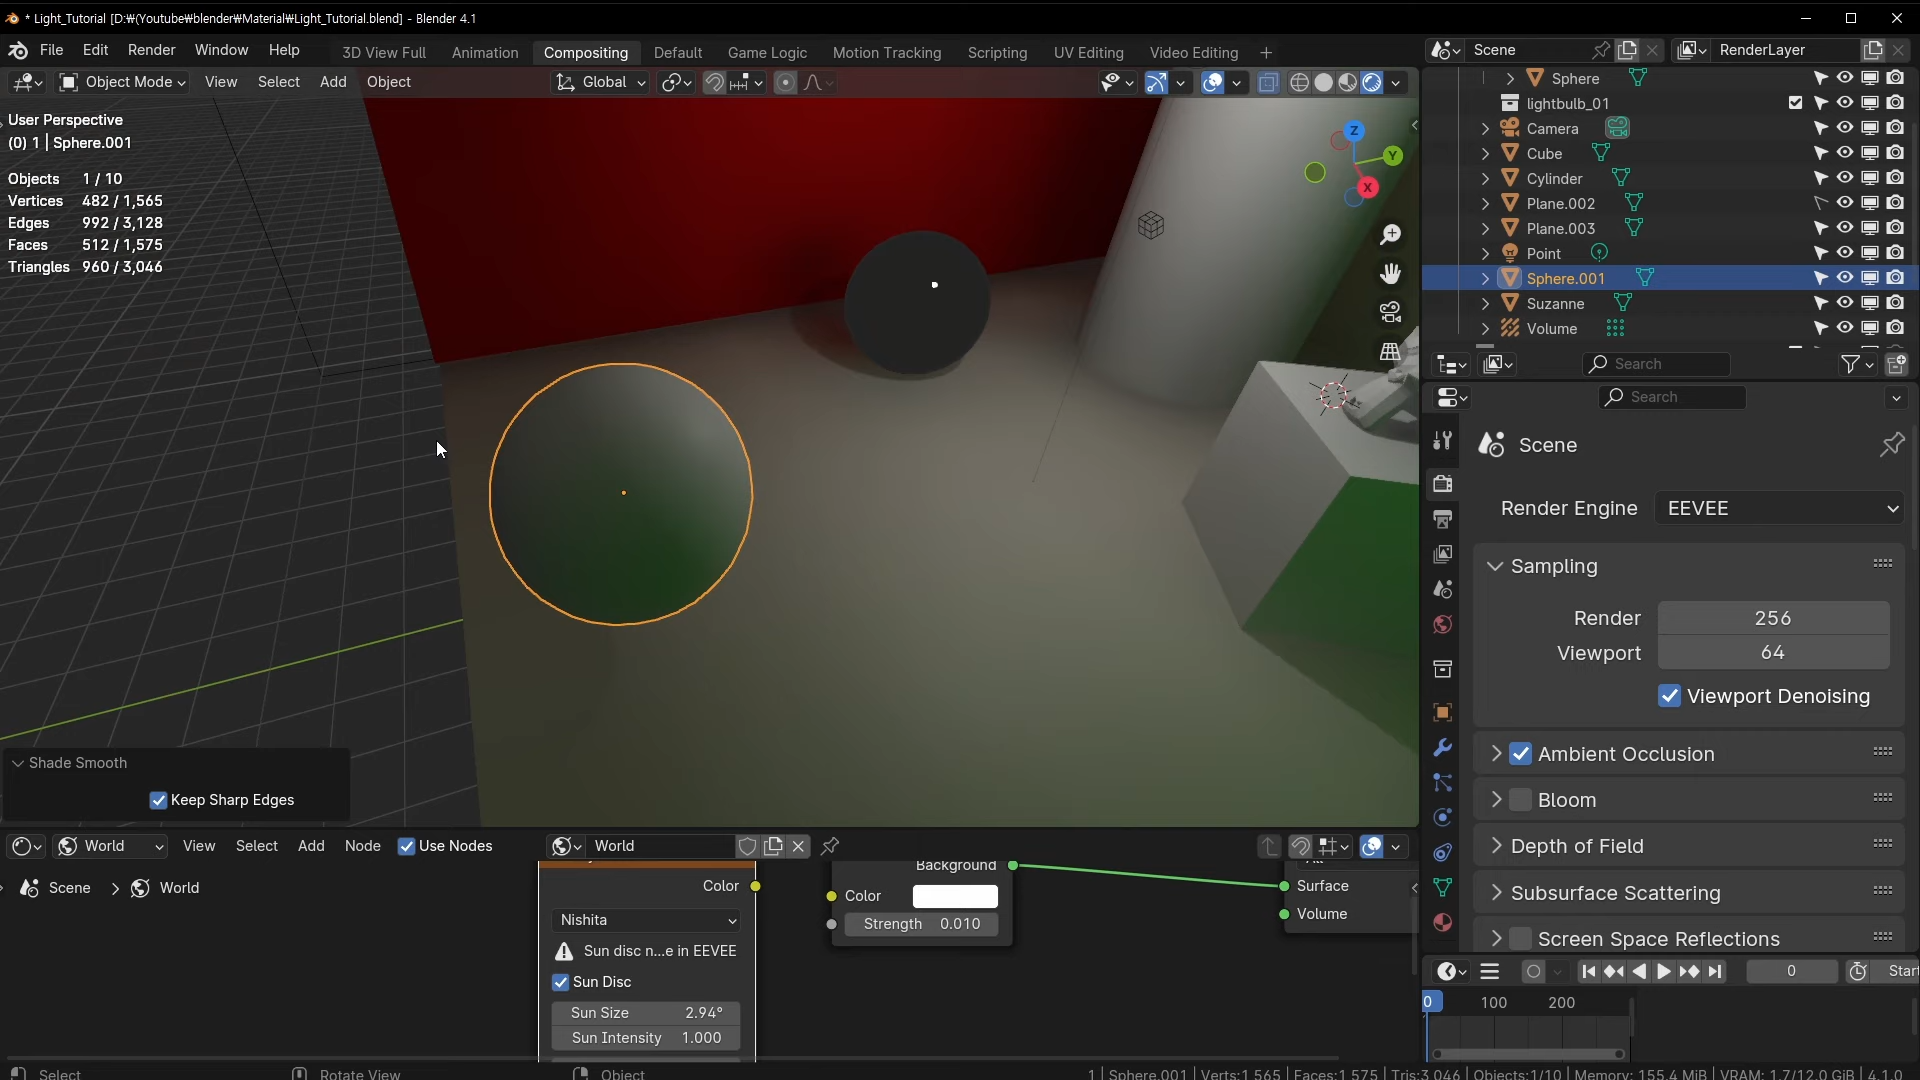 * Light_Tutorial [D:₩(Youtube₩blender₩Material₩Light_Tutorial.blend] - Blender 4.1
File Edit Render Window Help
3D View Full Animation Compositing Default Game Logic Motion Tracking Scripting UV Editing Video Editing +
Scene
RenderLayer
Object Mode View Select Add Object
Global
User Perspective
(0) 1 | Sphere.001
Objects 1 / 10
Vertices 482 / 1,565
Edges 992 / 3,128
Faces 512 / 1,575
Triangles 960 / 3,046
Z
Y
X
Sphere
lightbulb_01
Camera
Cube
Cylinder
Plane.002
Plane.003
Point
Sphere.001
Suzanne
Volume
Search
Search
Scene
Render Engine EEVEE
Sampling
Render 256
Viewport 64
Viewport Denoising
Ambient Occlusion
Bloom
Depth of Field
Subsurface Scattering
Screen Space Reflections
Shade Smooth
Keep Sharp Edges
World View Select Add Node Use Nodes
World
Scene > World
Color
Nishita
Sun disc n...e in EEVEE
Sun Disc
Sun Size 2.94°
Sun Intensity 1.000
Background
Color
Strength 0.010
Surface
Volume
0 Start
0 100 200
Select Rotate View Object
1 | Sphere.001 | Verts:1,565 | Faces:1,575 | Tris:3,046 | Objects:1/10 | Memory: 155.4 MiB | VRAM: 1.7/12.0 GiB | 4.1.0